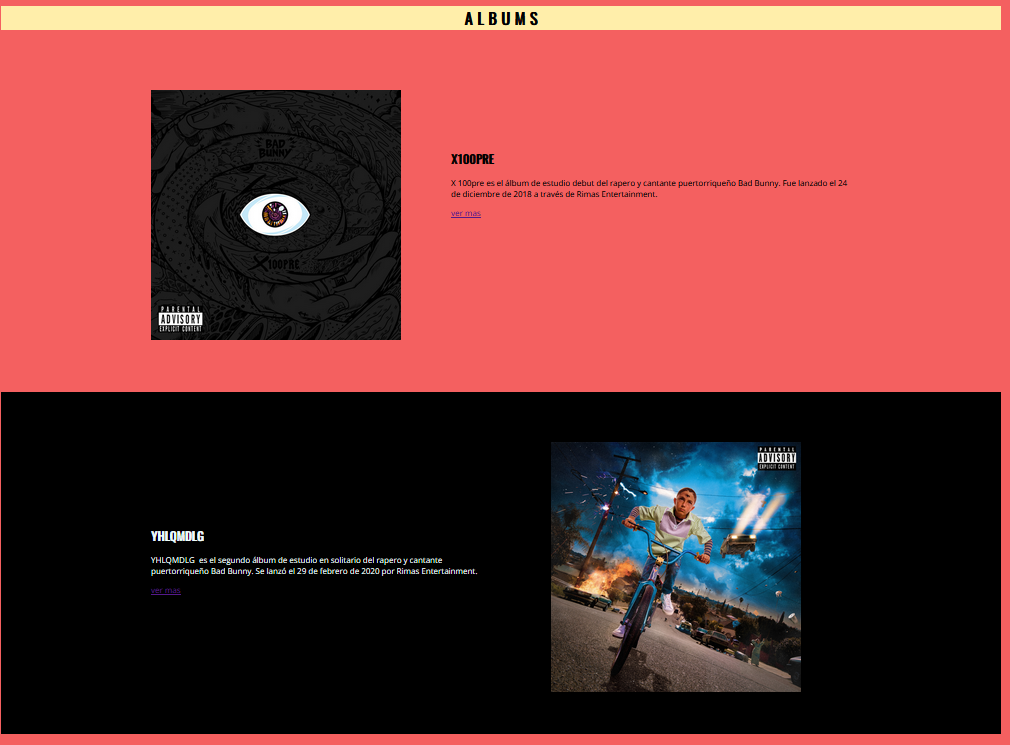 ALBUMS
BAD
BUNNY
X100PRE
PARENTAL
ADVISORY
EXPLICIT CONTENT
X100PRE
X 100pre es el álbum de estudio debut del rapero y cantante puertorriqueño Bad Bunny. Fue lanzado el 24
de diciembre de 2018 a través de Rimas Entertainment.
ver mas
YHLQMDLG
YHLQMDLG  es el segundo álbum de estudio en solitario del rapero y cantante
puertorriqueño Bad Bunny. Se lanzó el 29 de febrero de 2020 por Rimas Entertainment.
ver mas
PARENTAL
ADVISORY
EXPLICIT CONTENT